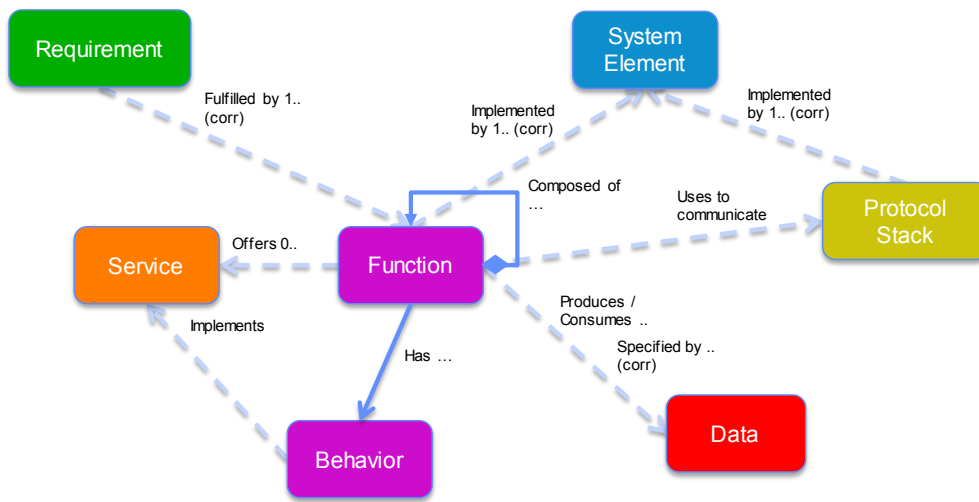 Requirement
System
Element
Fulfilled by 1..
(corr)
Implemented
by 1.. (corr)
Implemented
by 1.. (corr)
Composed of
...
Uses to
communicate
Protocol
Stack
Service
Offers 0..
Function
Implements
Produces /
Consumes ..
Has ...
Specified by ..
(corr)
Behavior
Data